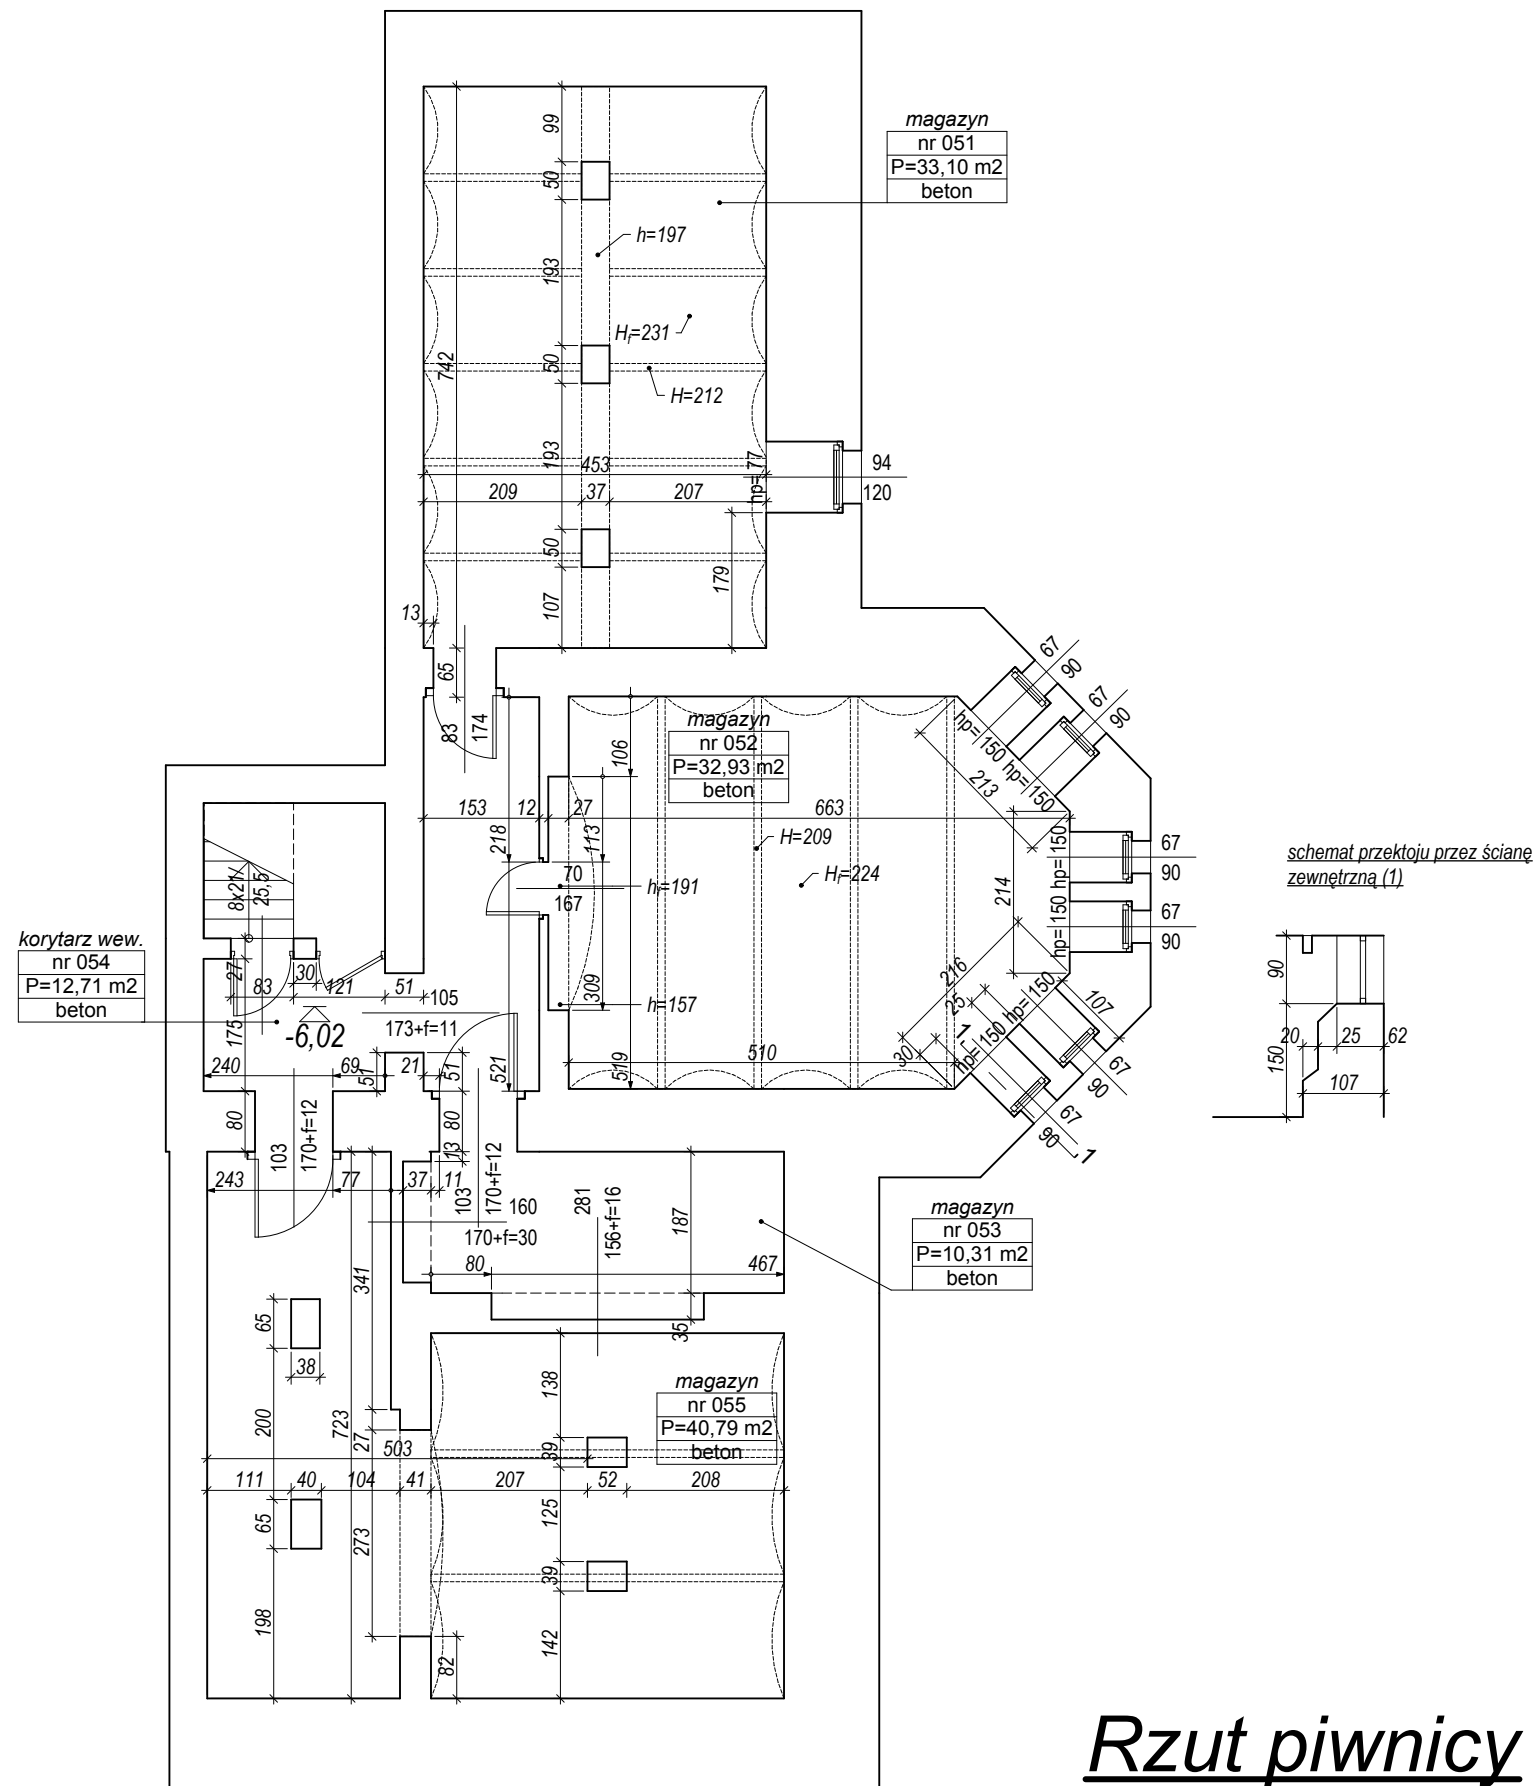 magazyn
nr 051
P=33,10 m2
beton
99
50
193
50
193
50
107
742
h=197
Hf=231
H=212
453
209
37
207
hp= 77
94
120
179
13
65
83
174
magazyn
nr 052
P=32,93 m2
beton
106
153
12
27
663
218
113
70
167
309
H=209
Hf=224
hf=191
h=157
510
519
521
213
214
216
67
90
hp= 150
67
90
hp= 150
67
90
hp= 150
67
90
hp= 150
107
67
90
hp= 150
67
90
hp= 150
25
30
1
1
schemat przektoju przez ścianę
zewnętrzną (1)
90
150
20
25
62
107
8x21/
25,5
korytarz wew.
nr 054
P=12,71 m2
beton
27
83
30
121
51
105
173+f=11
175
-6,02
240
69
51
21
51
80
103
170+f=12
80
13
243
77
37
11
103
170+f=12
160
170+f=30
281
156+f=16
187
80
467
35
magazyn
nr 053
P=10,31 m2
beton
341
65
38
200
723
27
503
111
40
104
41
207
52
208
65
273
198
82
138
39
125
39
142
magazyn
nr 055
P=40,79 m2
beton
Rzut piwnicy